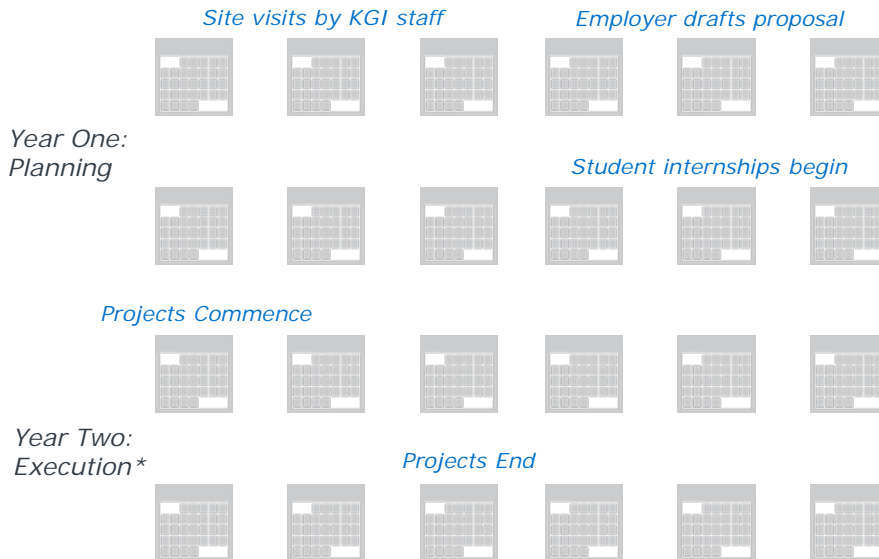 Site visits by KGI staff
Employer drafts proposal
Year One:
Planning
Student internships begin
Projects Commence
Year Two:
Execution*
Projects End